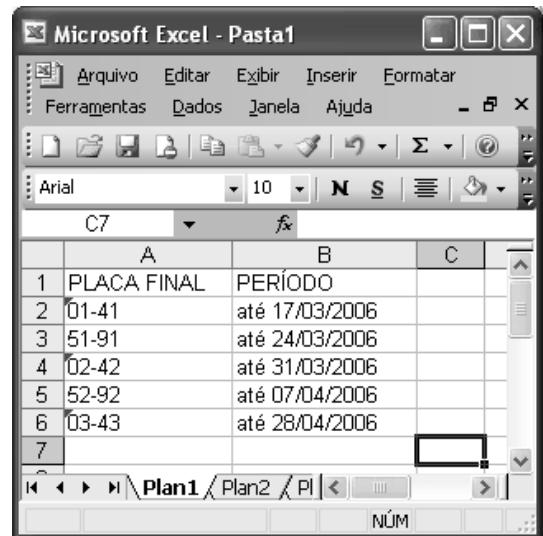 Microsoft Excel - Pasta1
Arquivo Editar Exibir Inserir Formatar
Ferramentas Dados Janela Ajuda
Σ
Arial 10 N S
C7 fx
A B C
1 PLACA FINAL PERÍODO
2 01-41 até 17/03/2006
3 51-91 até 24/03/2006
4 02-42 até 31/03/2006
5 52-92 até 07/04/2006
6 03-43 até 28/04/2006
7
Plan1 Plan2 Pl
NÚM